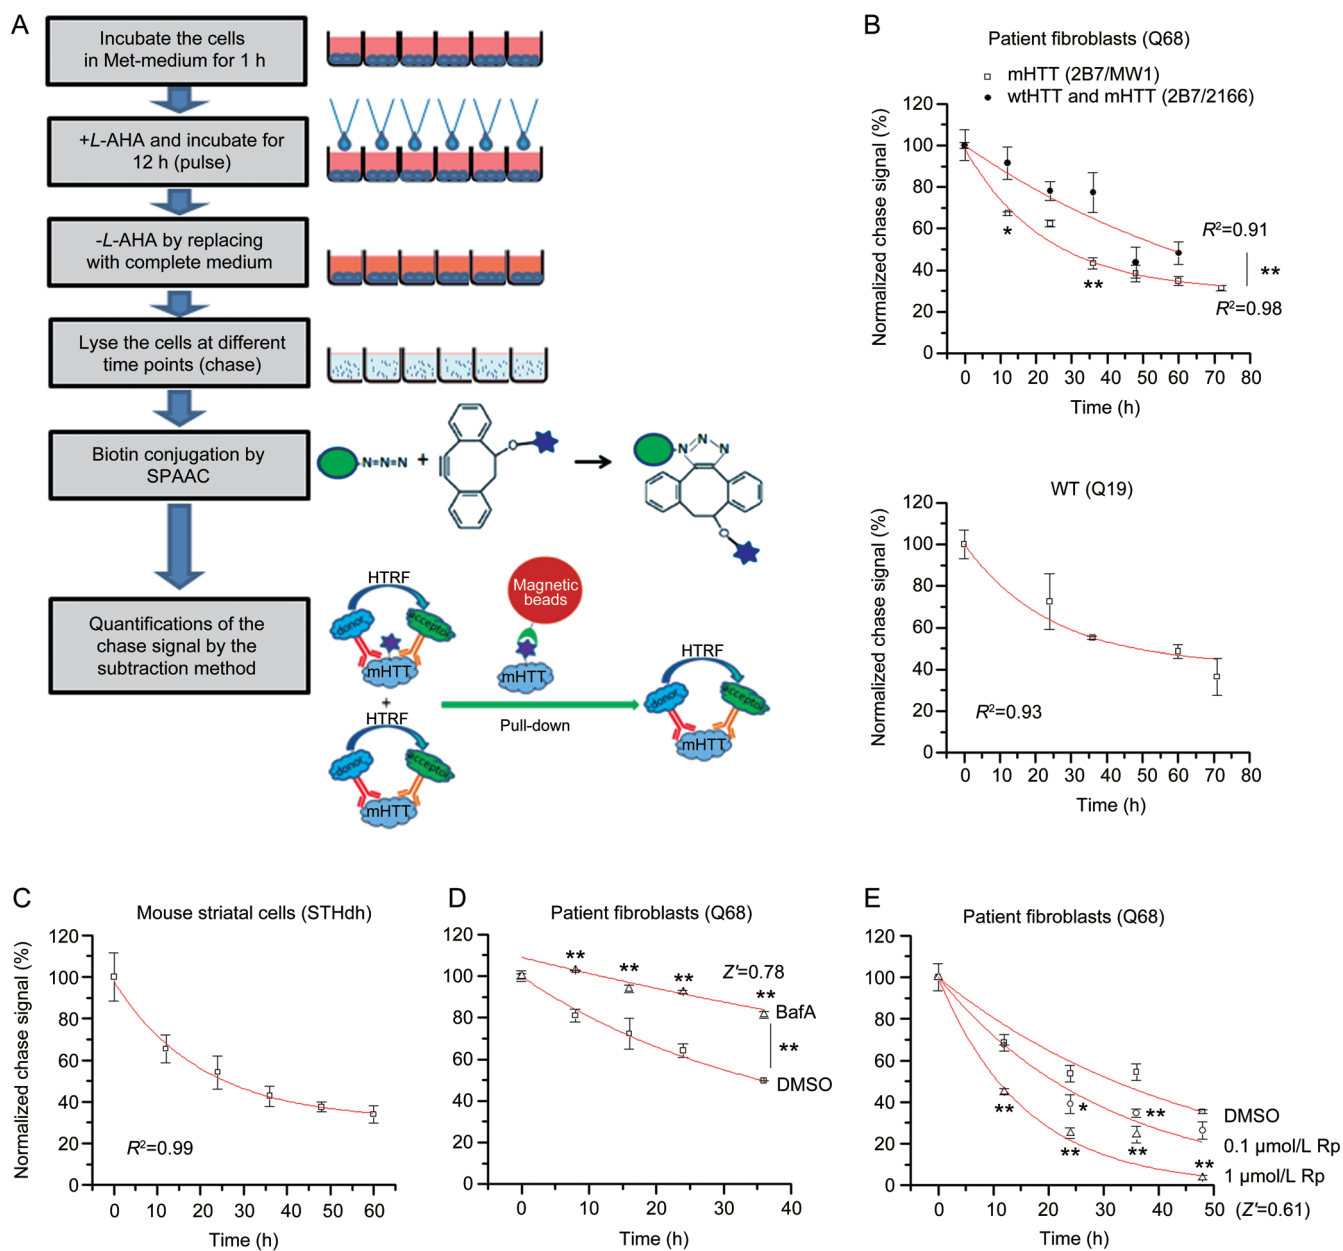 A
Incubate the cells
in Met-medium for 1 h
+L-AHA and incubate for
12 h (pulse)
-L-AHA by replacing
with complete medium
Lyse the cells at different
time points (chase)
Biotin conjugation by
SPAAC
N=N=N
+
O
N
N
N
O
Quantifications of the
chase signal by the
subtraction method
HTRF
donor
acceptor
mHTT
+
HTRF
donor
acceptor
mHTT
Magnetic
beads
mHTT
Pull-down
HTRF
donor
acceptor
mHTT
B
Patient fibroblasts (Q68)
mHTT (2B7/MW1)
wtHTT and mHTT (2B7/2166)
Normalized chase signal (%)
120
100
80
60
40
20
0
*
**
R²=0.91
**
R²=0.98
0 10 20 30 40 50 60 70 80
Time (h)
WT (Q19)
Normalized chase signal (%)
120
100
80
60
40
20
0
R²=0.93
0 10 20 30 40 50 60 70 80
Time (h)
C
Mouse striatal cells (STHdh)
Normalized chase signal (%)
120
100
80
60
40
20
0
R²=0.99
0 10 20 30 40 50 60
Time (h)
D
Patient fibroblasts (Q68)
120
100
80
60
40
20
0
**
**
**
**
Z'=0.78
BafA
**
DMSO
0 10 20 30 40
Time (h)
E
Patient fibroblasts (Q68)
120
100
80
60
40
20
0
**
*
**
**
**
**
DMSO
0.1 µmol/L Rp
1 µmol/L Rp
(Z'=0.61)
0 10 20 30 40 50
Time (h)